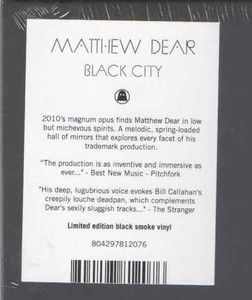 MATTHEW DEAR
BLACK CITY
2010's magnum opus finds Matthew Dear in low
but michevous spirits. A melodic, spring-loaded
hall of mirrors that explores every facet of his
trademark production.
"The production is as inventive and immersive as
ever..." - Best New Music - Pitchfork
"His deep, lugubrious voice evokes Bill Callahan's
creepily louche deadpan, which complements
Dear's sexily sluggish tracks..." - The Stranger
Limited edition black smoke vinyl
804297812076